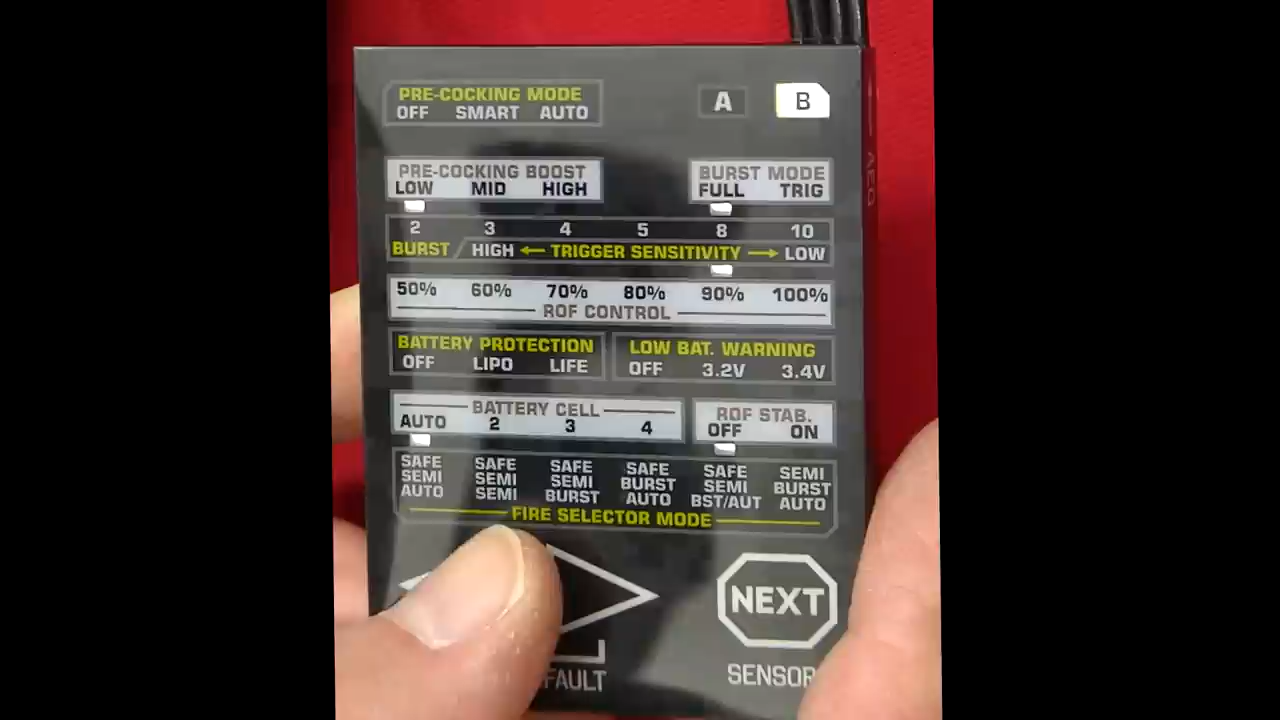 PRE-COCKING MODE
OFF SMART AUTO
A B
PRE-COCKING BOOST
LOW MID HIGH
BURST MODE
FULL TRIG
2 3 4 5 8 10
BURST / HIGH ← TRIGGER SENSITIVITY → LOW
50% 60% 70% 80% 90% 100%
ROF CONTROL
BATTERY PROTECTION
OFF LIPO LIFE
LOW BAT. WARNING
OFF 3.2V 3.4V
BATTERY CELL
AUTO 2 3 4
ROF STAB.
OFF ON
SAFE SAFE SAFE SAFE SAFE SEMI
SEMI SEMI SEMI BURST SEMI BURST
AUTO SEMI BURST AUTO BST/AUT AUTO
FIRE SELECTOR MODE
NEXT
FAULT SENSOR
AEG